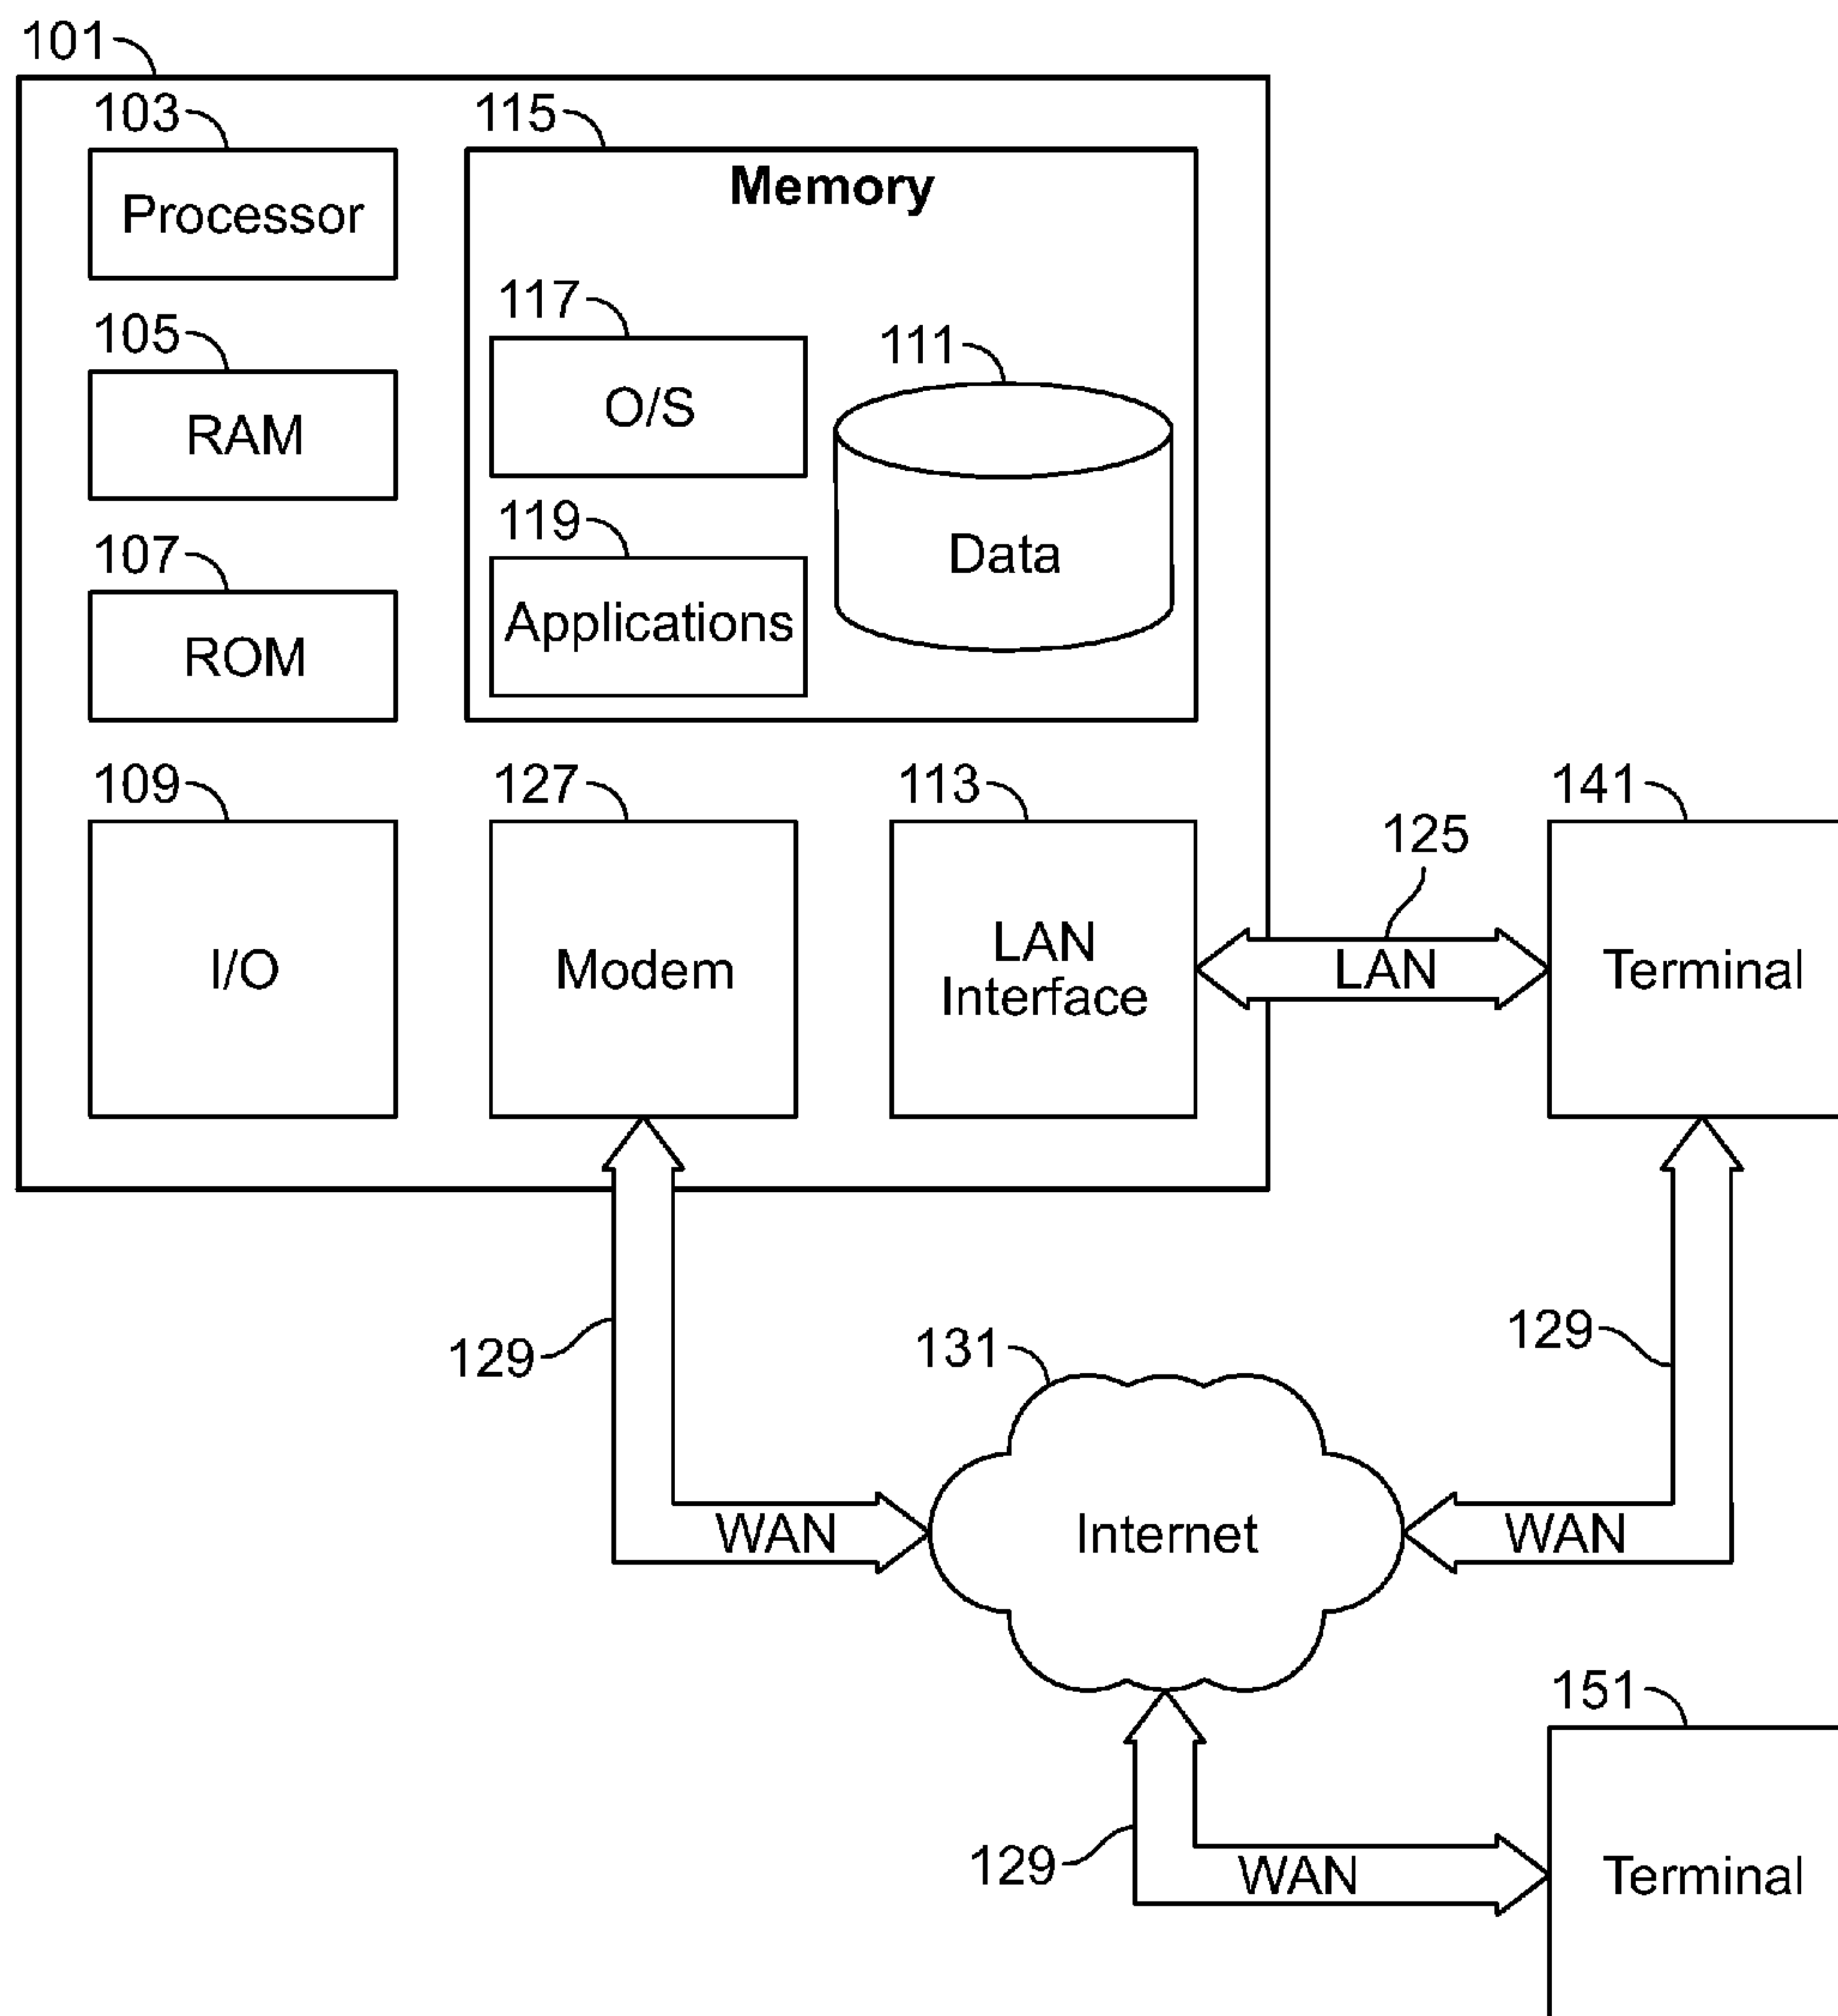 101
103
Processor
115
Memory
105
RAM
117
O/S
111
Data
107
ROM
119
Applications
109
I/O
127
Modem
113
LAN
Interface
125
LAN
141
Terminal
129
WAN
131
Internet
129
WAN
129
WAN
151
Terminal